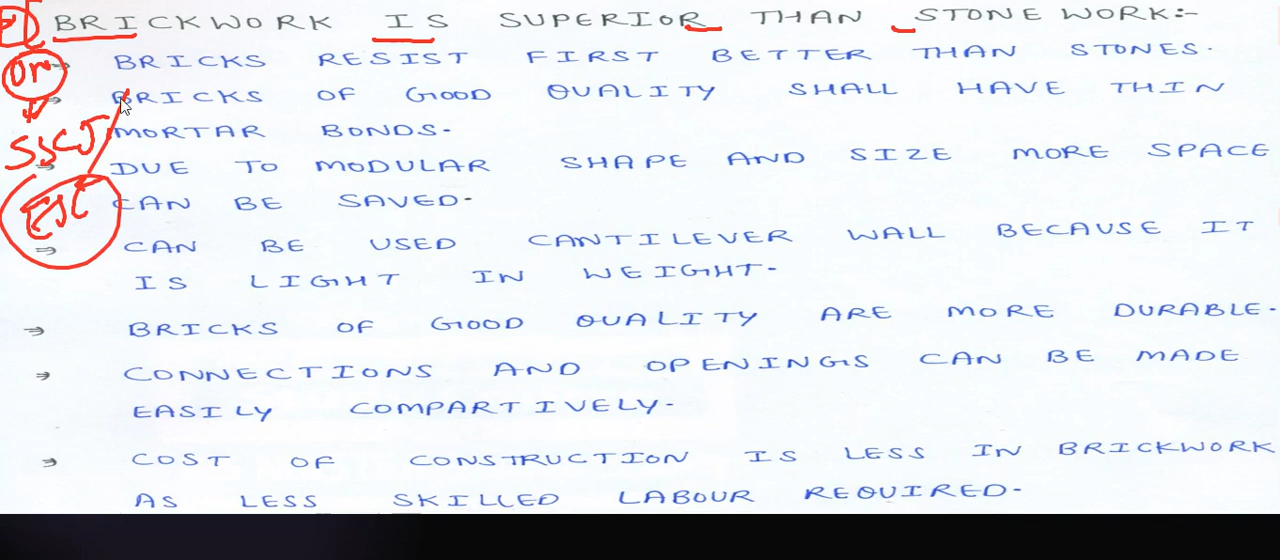 BRICKWORK IS SUPERIOR THAN STONE WORK:-
Or → BRICKS RESIST FIRST BETTER THAN STONES.
→ BRICKS OF GOOD QUALITY SHALL HAVE THIN
MORTAR BONDS.
SSCJ
→ DUE TO MODULAR SHAPE AND SIZE MORE SPACE
CAN BE SAVED.
ESE
⇒ CAN BE USED CANTILEVER WALL BECAUSE IT
IS LIGHT IN WEIGHT.
⇒ BRICKS OF GOOD QUALITY ARE MORE DURABLE.
⇒ CONNECTIONS AND OPENINGS CAN BE MADE
EASILY COMPARTIVELY.
⇒ COST OF CONSTRUCTION IS LESS IN BRICKWORK
AS LESS SKILLED LABOUR REQUIRED.